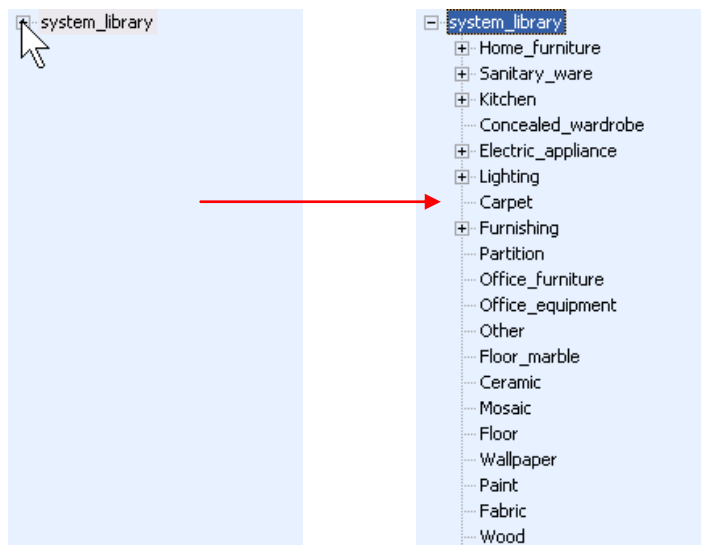 system_library
system_library
Home_furniture
Sanitary_ware
Kitchen
Concealed_wardrobe
Electric_appliance
Lighting
Carpet
Furnishing
Partition
Office_furniture
Office_equipment
Other
Floor_marble
Ceramic
Mosaic
Floor
Wallpaper
Paint
Fabric
Wood